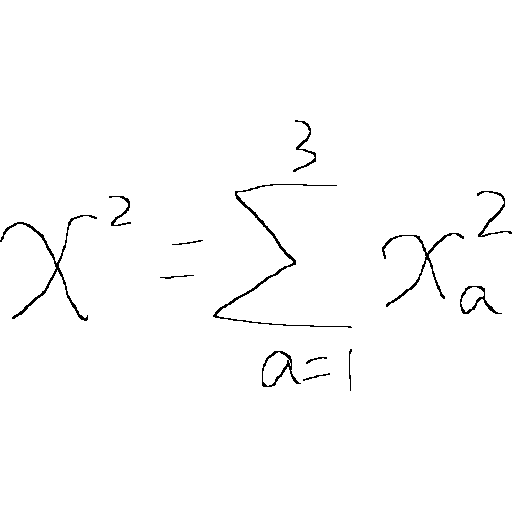 x^2 = \sum_{a=1}^{3} x_a^2